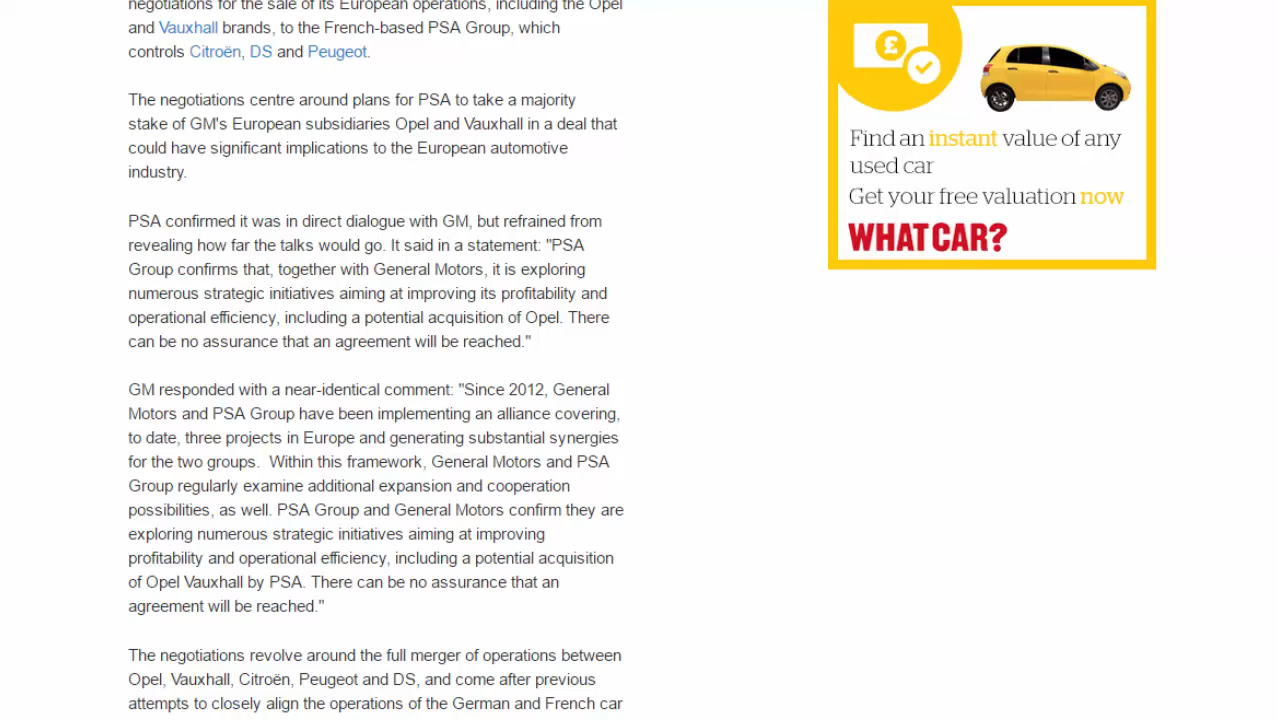 negotiations for the sale of its European operations, including the Opel
and Vauxhall brands, to the French-based PSA Group, which
controls Citroën, DS and Peugeot.
The negotiations centre around plans for PSA to take a majority
stake of GM's European subsidiaries Opel and Vauxhall in a deal that
could have significant implications to the European automotive
industry.
PSA confirmed it was in direct dialogue with GM, but refrained from
revealing how far the talks would go. It said in a statement: "PSA
Group confirms that, together with General Motors, it is exploring
numerous strategic initiatives aiming at improving its profitability and
operational efficiency, including a potential acquisition of Opel. There
can be no assurance that an agreement will be reached."
GM responded with a near-identical comment: "Since 2012, General
Motors and PSA Group have been implementing an alliance covering,
to date, three projects in Europe and generating substantial synergies
for the two groups.  Within this framework, General Motors and PSA
Group regularly examine additional expansion and cooperation
possibilities, as well. PSA Group and General Motors confirm they are
exploring numerous strategic initiatives aiming at improving
profitability and operational efficiency, including a potential acquisition
of Opel Vauxhall by PSA. There can be no assurance that an
agreement will be reached."
The negotiations revolve around the full merger of operations between
Opel, Vauxhall, Citroën, Peugeot and DS, and come after previous
attempts to closely align the operations of the German and French car
£
Find an instant value of any
used car
Get your free valuation now
WHATCAR?